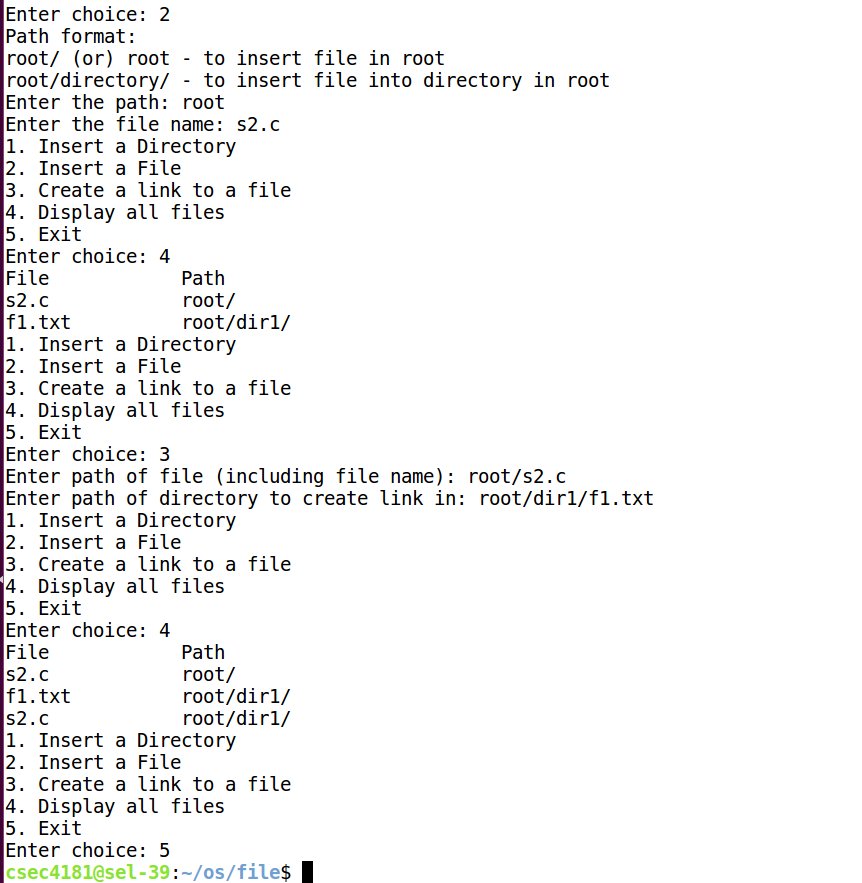 Enter choice: 2
Path format:
root/ (or) root - to insert file in root
root/directory/ - to insert file into directory in root
Enter the path: root
Enter the file name: s2.c
1. Insert a Directory
2. Insert a File
3. Create a link to a file
4. Display all files
5. Exit
Enter choice: 4
File            Path
s2.c            root/
f1.txt          root/dir1/
1. Insert a Directory
2. Insert a File
3. Create a link to a file
4. Display all files
5. Exit
Enter choice: 3
Enter path of file (including file name): root/s2.c
Enter path of directory to create link in: root/dir1/f1.txt
1. Insert a Directory
2. Insert a File
3. Create a link to a file
4. Display all files
5. Exit
Enter choice: 4
File            Path
s2.c            root/
f1.txt          root/dir1/
s2.c            root/dir1/
1. Insert a Directory
2. Insert a File
3. Create a link to a file
4. Display all files
5. Exit
Enter choice: 5
csec4181@sel-39:~/os/file$